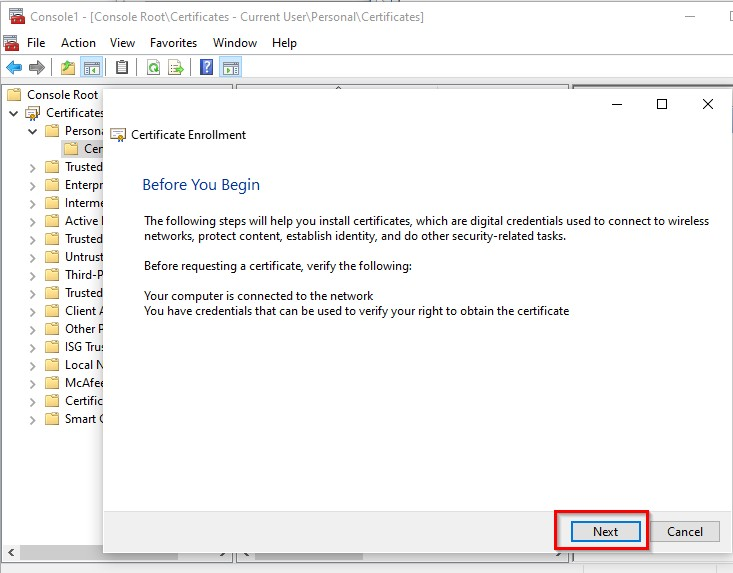 Console1 - [Console Root\Certificates - Current User\Personal\Certificates]
File Action View Favorites Window Help
Console Root
Certificates
Persona
Cer
Trusted
Enterpr
Interme
Active
Trusted
Untrust
Third-P
Trusted
Client A
Other P
ISG Trus
Local N
McAfee
Certific
Smart C
Certificate Enrollment
Before You Begin
The following steps will help you install certificates, which are digital credentials used to connect to wireless
networks, protect content, establish identity, and do other security-related tasks.
Before requesting a certificate, verify the following:
Your computer is connected to the network
You have credentials that can be used to verify your right to obtain the certificate
Next
Cancel